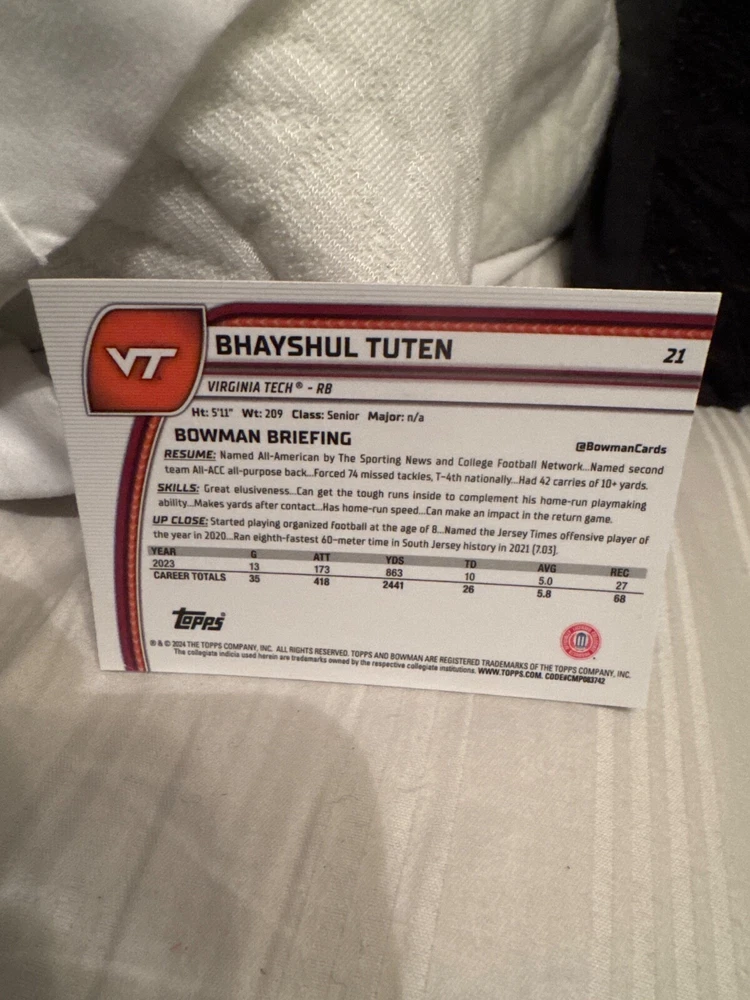 VT
BHAYSHUL TUTEN
21
VIRGINIA TECH® - RB
Ht: 5'11" Wt: 209 Class: Senior Major: n/a
BOWMAN BRIEFING
@BowmanCards
RESUME: Named All-American by The Sporting News and College Football Network...Named second
team All-ACC all-purpose back...Forced 74 missed tackles, T-4th nationally...Had 42 carries of 10+ yards.
SKILLS: Great elusiveness...Can get the tough runs inside to complement his home-run playmaking
ability...Makes yards after contact...Has home-run speed...Can make an impact in the return game.
UP CLOSE: Started playing organized football at the age of 8...Named the Jersey Times offensive player of
the year in 2020...Ran eighth-fastest 60-meter time in South Jersey history in 2021 (7.03).
YEAR G ATT YDS TD AVG REC
2023 13 173 863 10 5.0 27
CAREER TOTALS 35 418 2441 26 5.8 68
Topps®
® & © 2024 THE TOPPS COMPANY, INC. ALL RIGHTS RESERVED. TOPPS AND BOWMAN ARE REGISTERED TRADEMARKS OF THE TOPPS COMPANY, INC.
The collegiate indicia used herein are trademarks owned by the respective collegiate institutions. WWW.TOPPS.COM. CODE#CMP083742